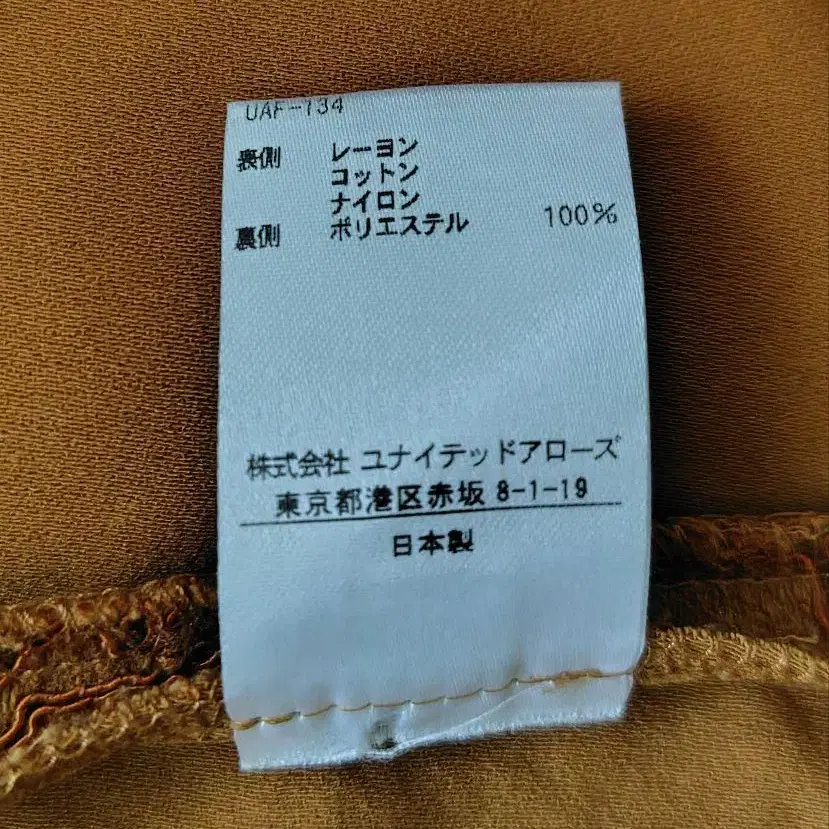 UAF-134
表側 レーヨン
コットン
ナイロン
裏側 ポリエステル 100%
株式会社 ユナイテッドアローズ
東京都港区赤坂 8-1-19
日本製